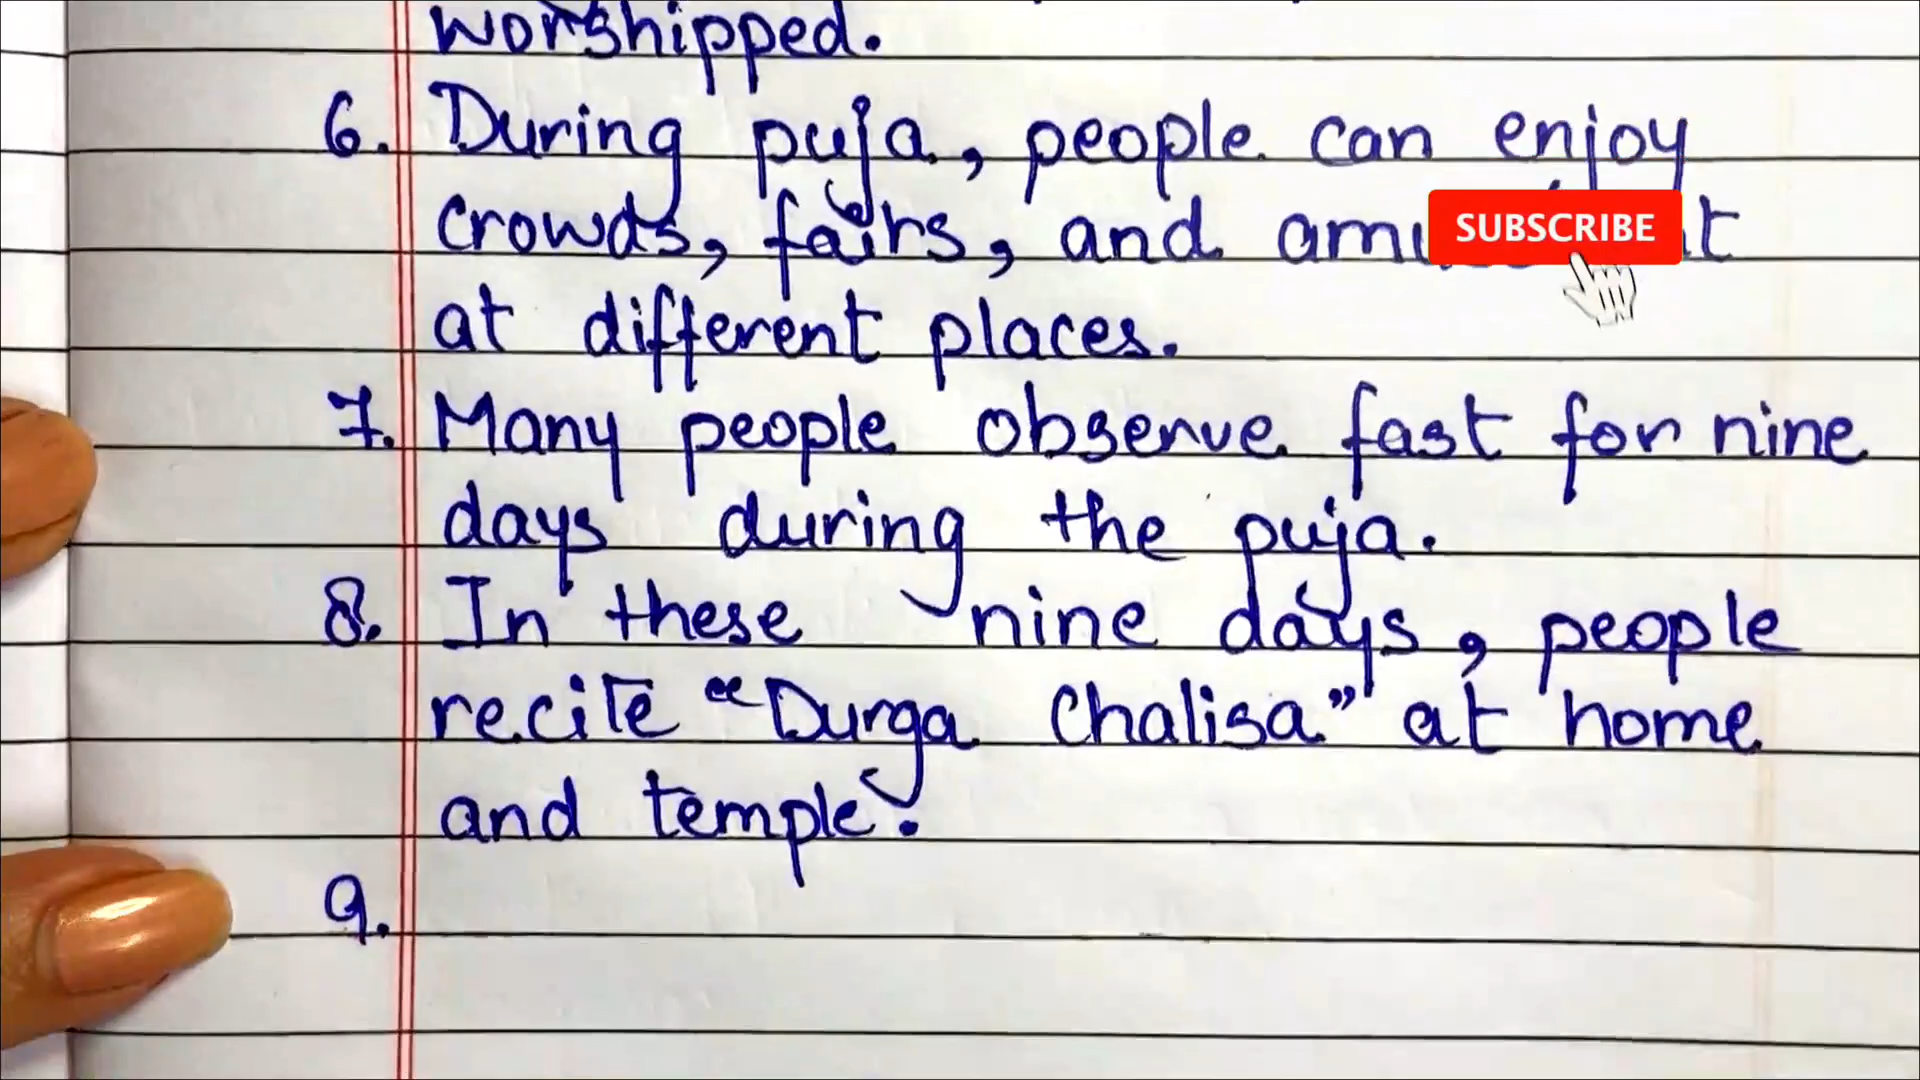 worshipped.
6. During puja, people can enjoy
crowds, fairs, and
SUBSCRIBE
at different places.
7. Many people observe fast for nine
days during the puja.
8. In these nine days, people
recite "Durga Chalisa" at home
and temple.
9.